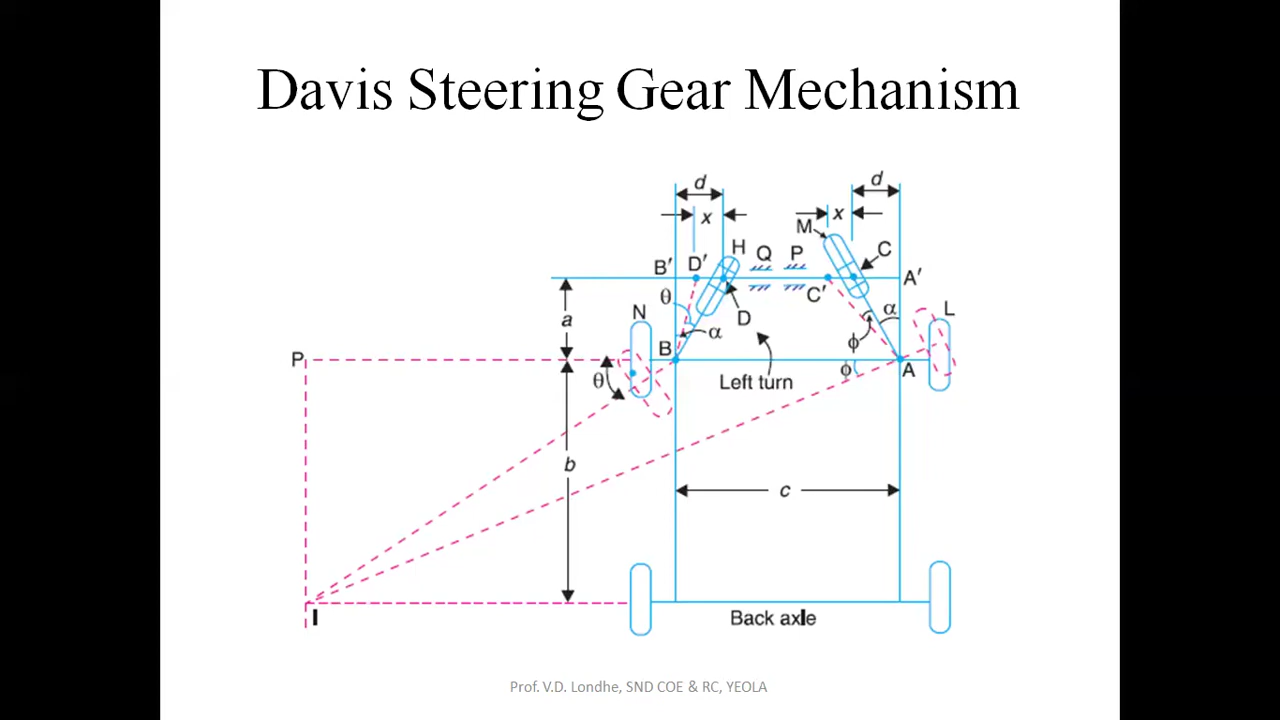 Davis Steering Gear Mechanism
d
d
x
x
M
H
Q
P
C
B′
D′
C′
A′
θ
α
N
D
α
L
a
ϕ
B
P
A
θ
Left turn
ϕ
b
c
I
Back axle
Prof. V.D. Londhe, SND COE & RC, YEOLA